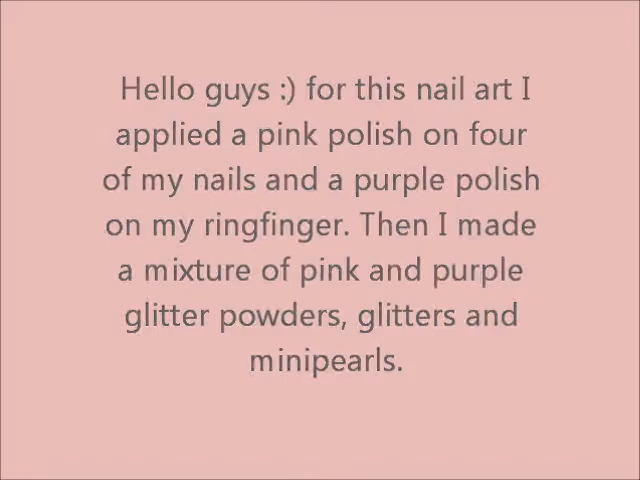 Hello guys :) for this nail art I
applied a pink polish on four
of my nails and a purple polish
on my ringfinger. Then I made
a mixture of pink and purple
glitter powders, glitters and
minipearls.